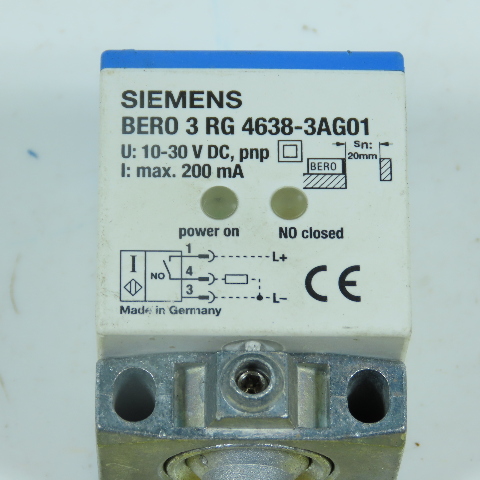 SIEMENS
BERO 3 RG 4638-3AG01
U: 10-30 V DC, pnp
I: max. 200 mA
BERO
Sn:
20mm
power on
NO closed
1
L+
I
NO
4
3
L–
CE
Made in Germany